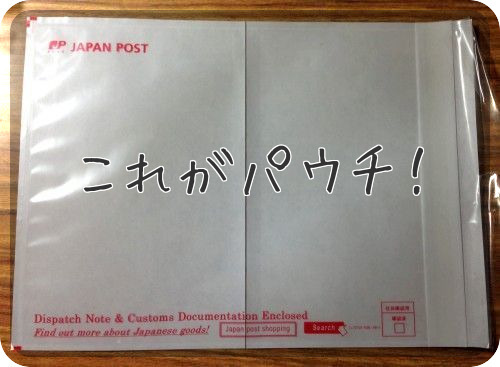 JAPAN POST
これがパウチ！
Dispatch Note & Customs Documentation Enclosed
Find out more about Japanese goods!
Japan post shopping
Search